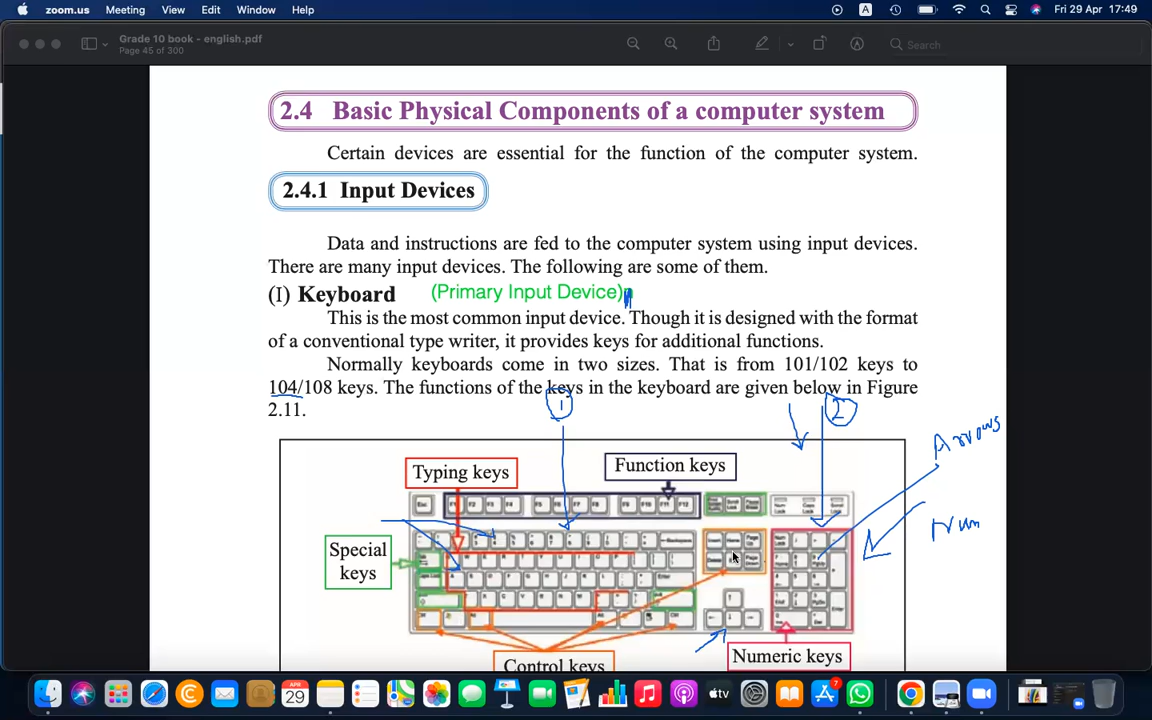 zoom.us Meeting View Edit Window Help
A Fri 29 Apr 17:49
Grade 10 book - english.pdf
Page 45 of 300
Search
2.4 Basic Physical Components of a computer system
Certain devices are essential for the function of the computer system.
2.4.1 Input Devices
Data and instructions are fed to the computer system using input devices.
There are many input devices. The following are some of them.
(I) Keyboard (Primary Input Device)
This is the most common input device. Though it is designed with the format
of a conventional type writer, it provides keys for additional functions.
Normally keyboards come in two sizes. That is from 101/102 keys to
104/108 keys. The functions of the keys in the keyboard are given below in Figure
2.11.
1
2
Arrows
Typing keys
Function keys
Num
Special
keys
Control keys
Numeric keys
APR
29
tv
7